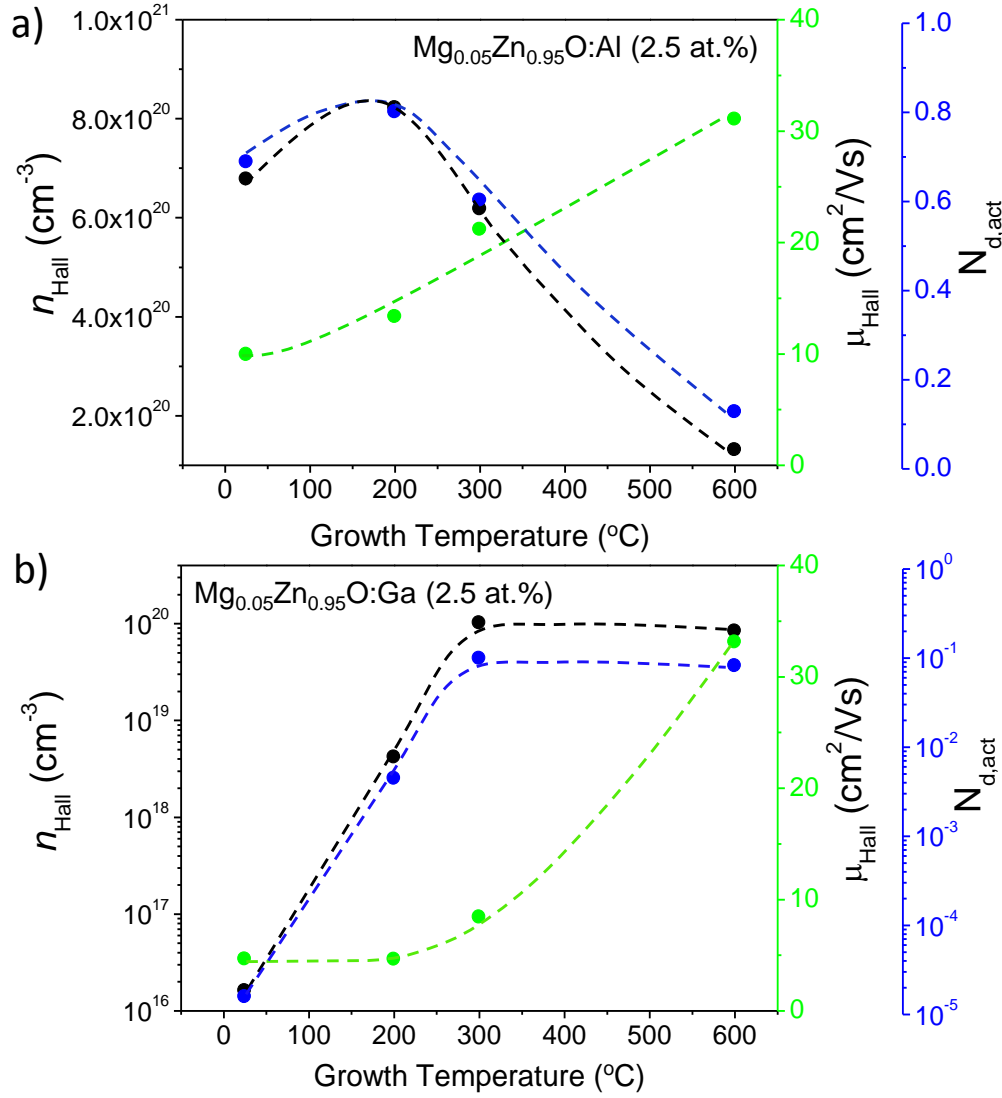 a)
Mg0.05Zn0.95O:Al (2.5 at.%)
1.0x10^21
8.0x10^20
6.0x10^20
4.0x10^20
2.0x10^20
nHall (cm^-3)
0 100 200 300 400 500 600
Growth Temperature (oC)
40
30
20
10
0
μHall (cm^2/Vs)
1.0
0.8
0.6
0.4
0.2
0.0
Nd,act
b)
Mg0.05Zn0.95O:Ga (2.5 at.%)
10^20
10^19
10^18
10^17
10^16
nHall (cm^-3)
0 100 200 300 400 500 600
Growth Temperature (oC)
40
30
20
10
0
μHall (cm^2/Vs)
10^0
10^-1
10^-2
10^-3
10^-4
10^-5
Nd,act